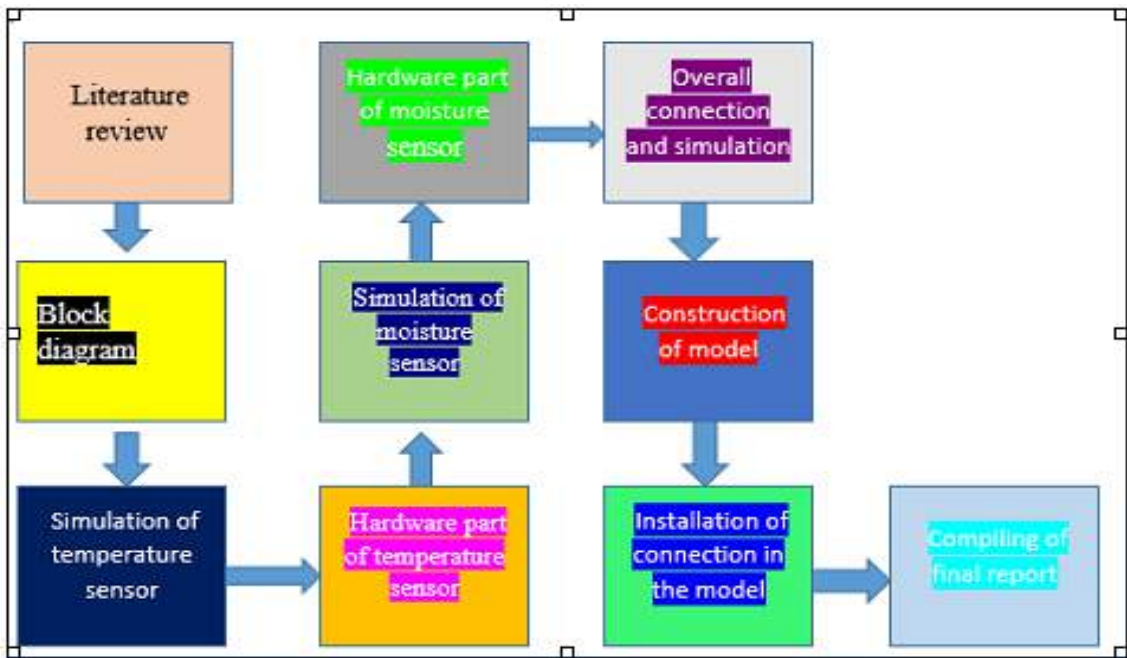 Literature
review
Block
diagram
Simulation of
temperature
sensor
Hardware part
of temperature
sensor
Simulation of
moisture
sensor
Hardware part
of moisture
sensor
Overall
connection
and simulation
Construction
of model
Installation of
connection in
the model
Compiling of
final report